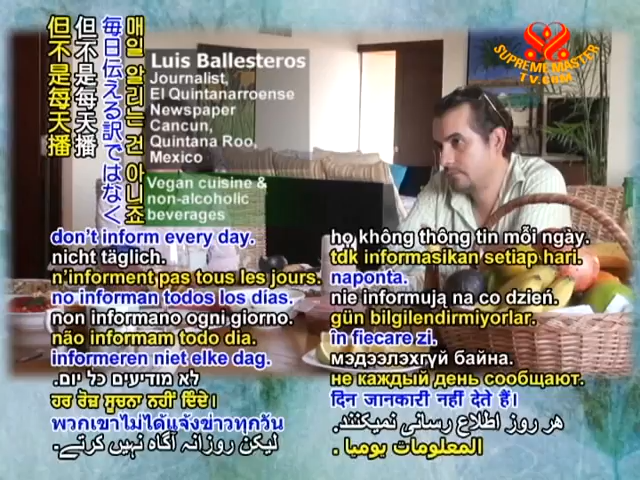 但不是每天播
但不是每天播
毎日伝える訳ではなく
매일 알리는 건 아니죠
SUPREME MASTER
TV.COM
Luis Ballesteros
Journalist,
El Quintanarroense
Newspaper
Cancun,
Quintana Roo,
Mexico
Vegan cuisine &
non-alcoholic
beverages
don't inform every day.
nicht täglich.
n'informent pas tous les jours.
no informan todos los días.
non informano ogni giorno.
não informam todo dia.
informeren niet elke dag.
לא מודיעים כל יום.
ਹਰ ਰੋਜ਼ ਸੂਚਨਾ ਨਹੀਂ ਦਿੰਦੇ।
พวกเขาไม่ได้แจ้งข่าวทุกวัน
لیکن روزانہ آگاہ نہیں کرتے۔
họ không thông tin mỗi ngày.
tdk informasikan setiap hari.
naponta.
nie informują na co dzień.
gün bilgilendirmiyorlar.
în fiecare zi.
мэдээлэхгүй байна.
не каждый день сообщают.
दिन जानकारी नहीं देते हैं।
هر روز اطلاع رسانی نمیکنند.
المعلومات يوميا .